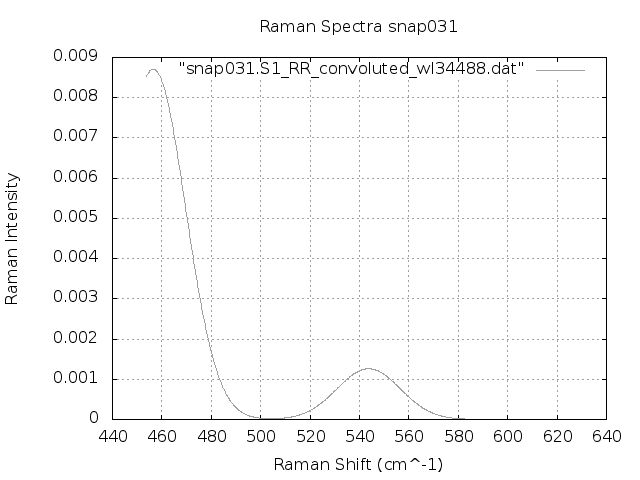 Raman Spectra snap031
"snap031.S1_RR_convoluted_wl34488.dat"
Raman Intensity
0.009
0.008
0.007
0.006
0.005
0.004
0.003
0.002
0.001
0
440 460 480 500 520 540 560 580 600 620 640
Raman Shift (cm^-1)